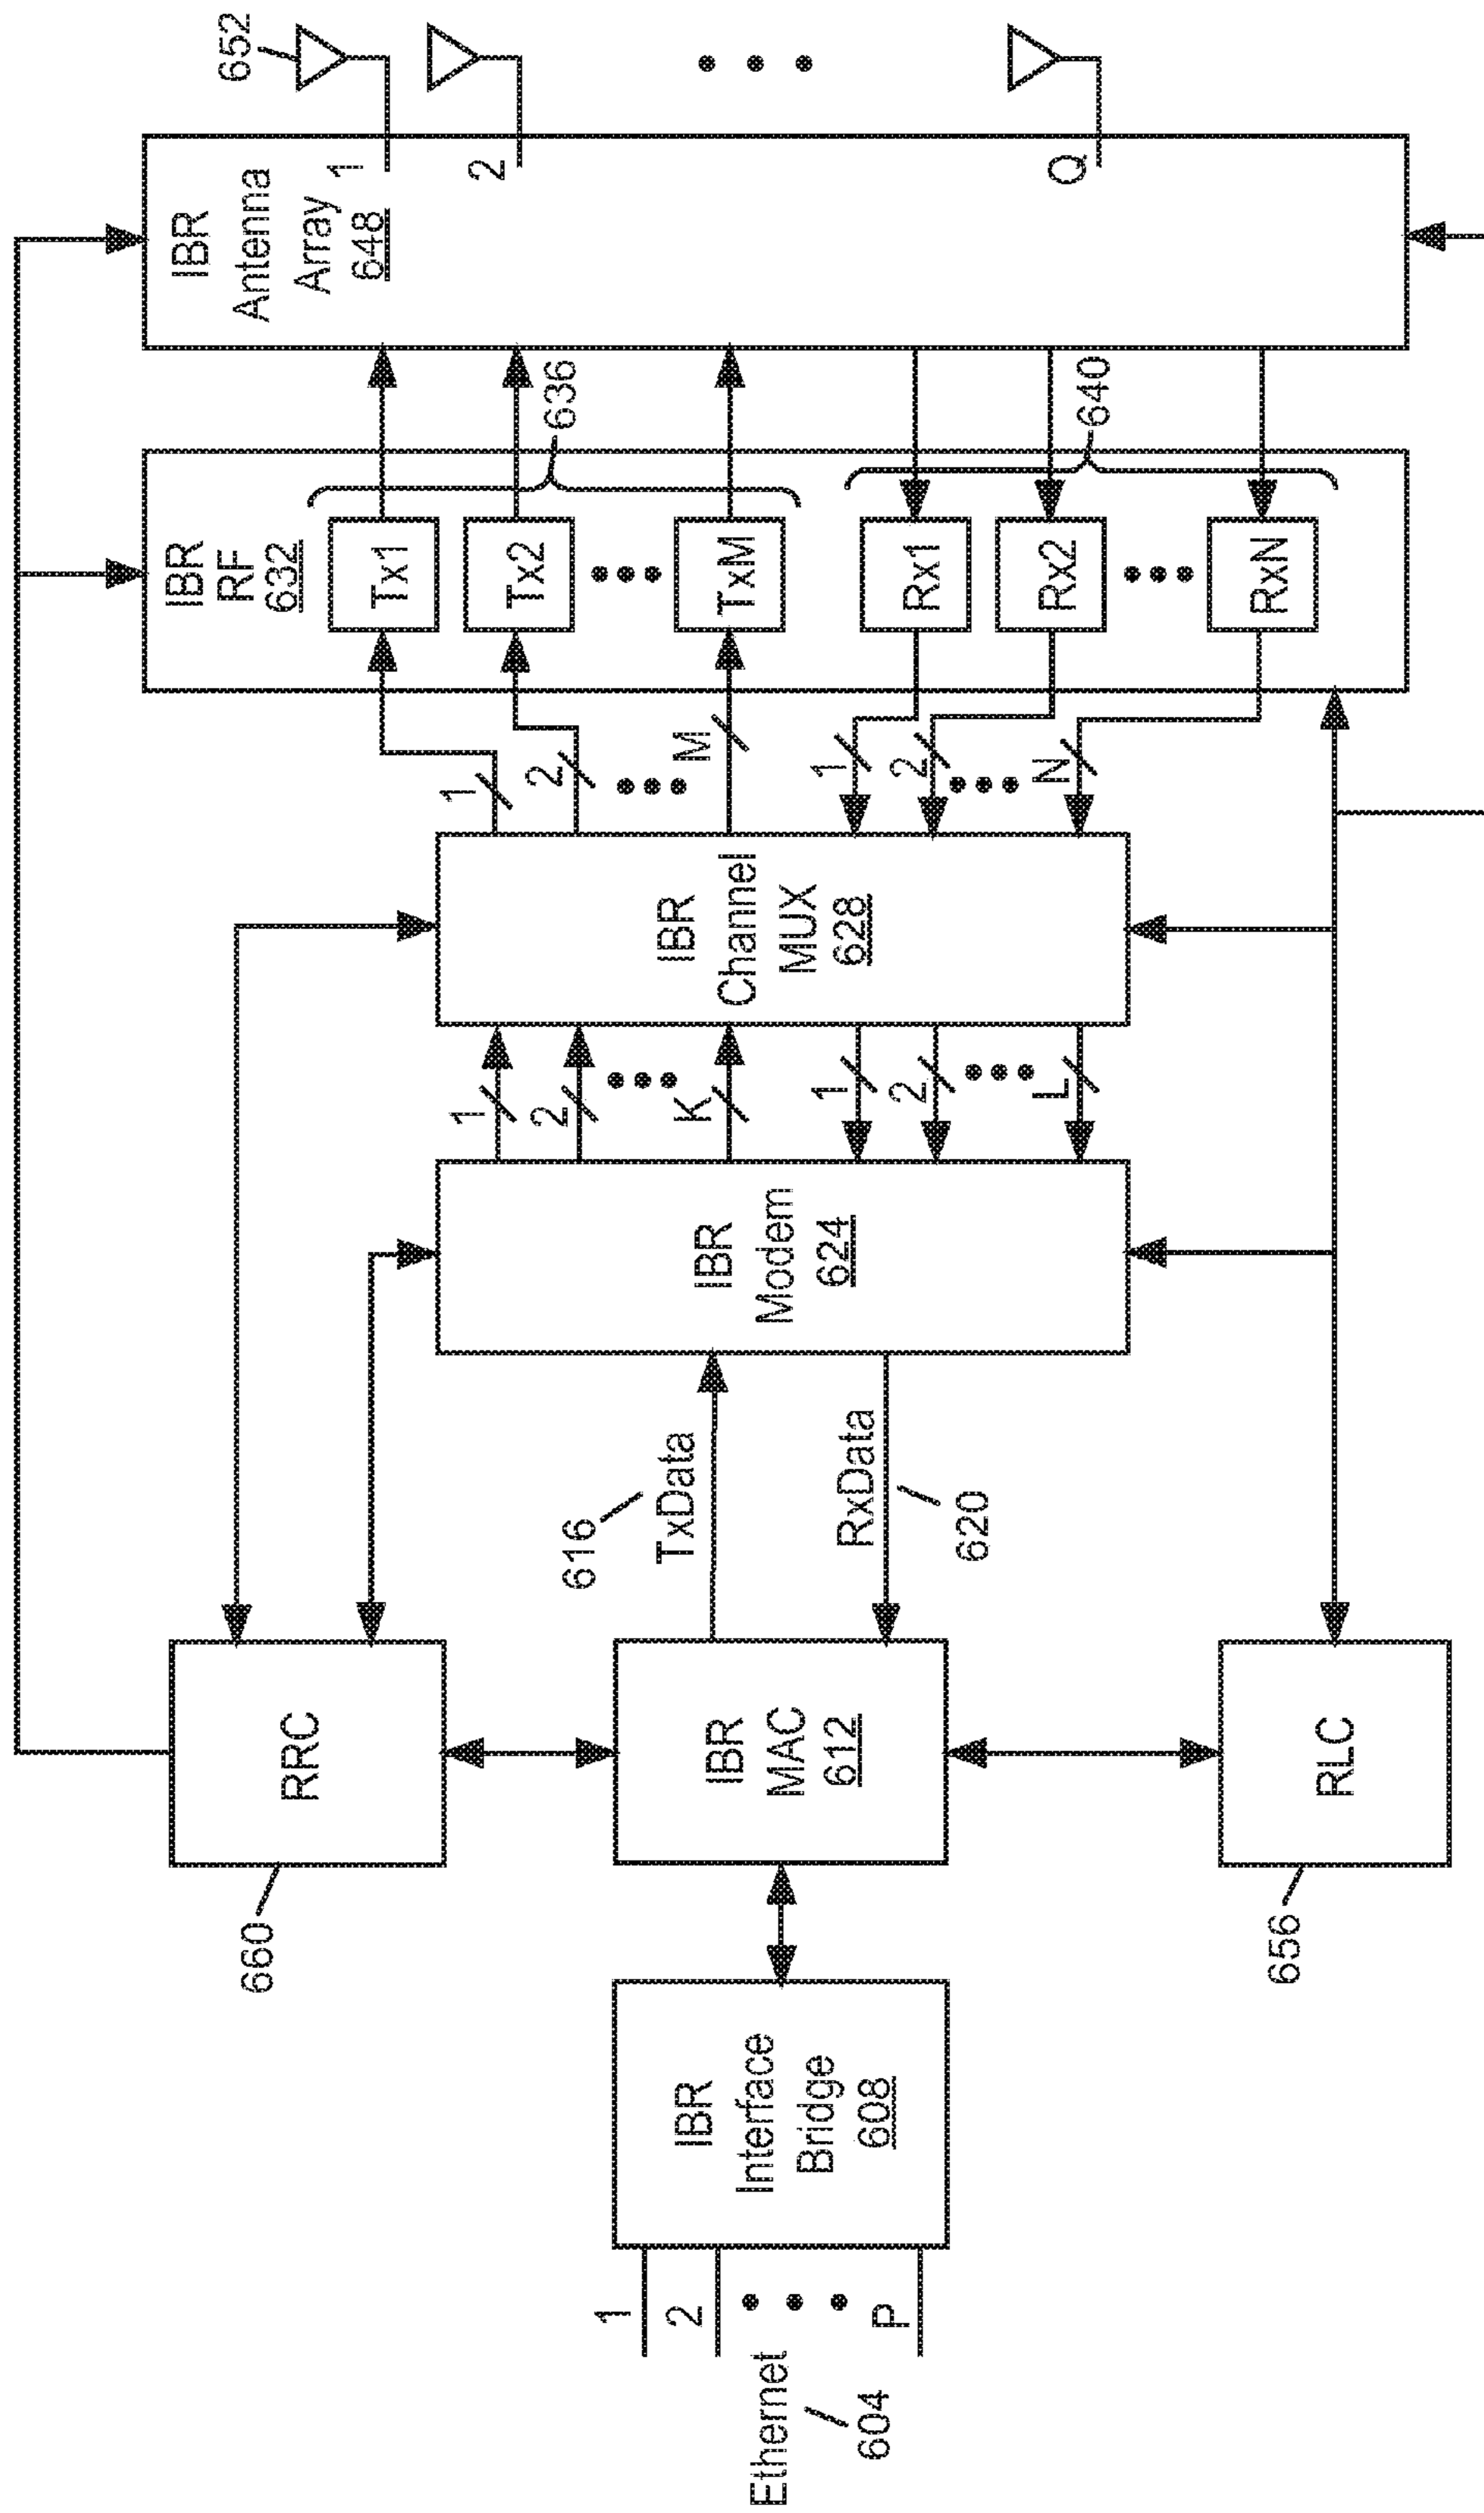 Ethernet
604
1
2
P
IBR
Interface
Bridge
608
660
RRC
IBR
MAC
612
656
RLC
616
TxData
RxData
620
IBR
Modem
624
1
2
K
1
2
L
IBR
Channel
MUX
628
1
2
M
1
2
N
IBR
RF
632
Tx1
Tx2
TxM
Rx1
Rx2
RxN
636
640
IBR
Antenna
Array
648
1
2
Q
652